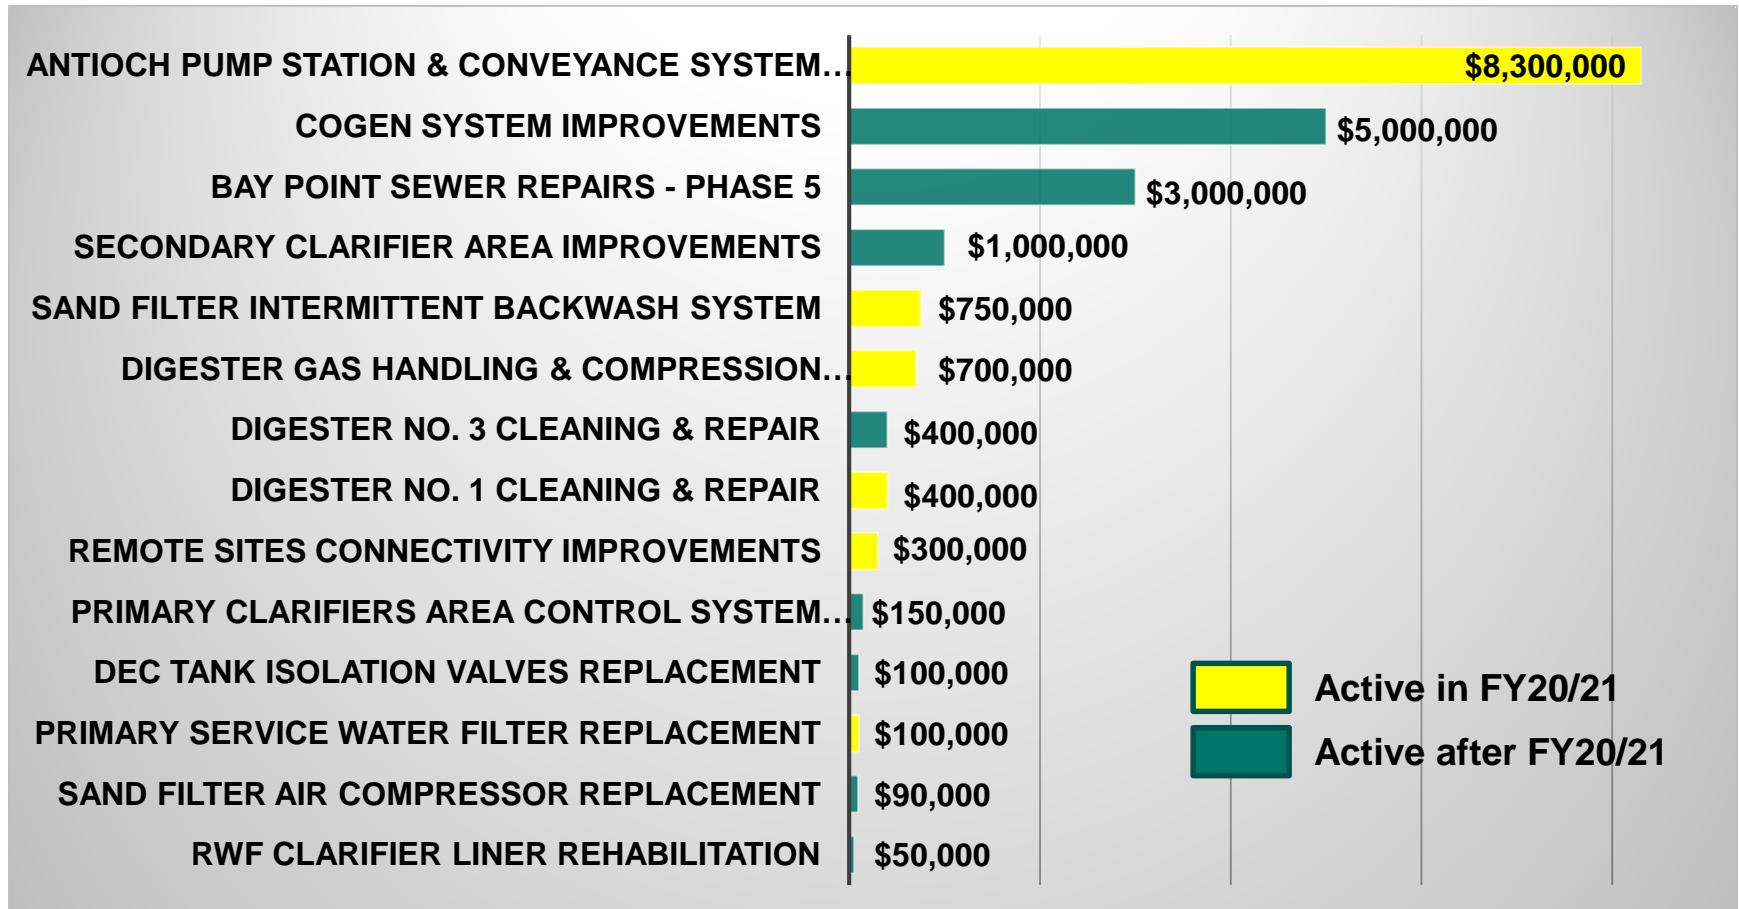 ANTIOCH PUMP STATION & CONVEYANCE SYSTEM… $8,300,000
COGEN SYSTEM IMPROVEMENTS $5,000,000
BAY POINT SEWER REPAIRS - PHASE 5 $3,000,000
SECONDARY CLARIFIER AREA IMPROVEMENTS $1,000,000
SAND FILTER INTERMITTENT BACKWASH SYSTEM $750,000
DIGESTER GAS HANDLING & COMPRESSION… $700,000
DIGESTER NO. 3 CLEANING & REPAIR $400,000
DIGESTER NO. 1 CLEANING & REPAIR $400,000
REMOTE SITES CONNECTIVITY IMPROVEMENTS $300,000
PRIMARY CLARIFIERS AREA CONTROL SYSTEM… $150,000
DEC TANK ISOLATION VALVES REPLACEMENT $100,000
PRIMARY SERVICE WATER FILTER REPLACEMENT $100,000
SAND FILTER AIR COMPRESSOR REPLACEMENT $90,000
RWF CLARIFIER LINER REHABILITATION $50,000
Active in FY20/21
Active after FY20/21